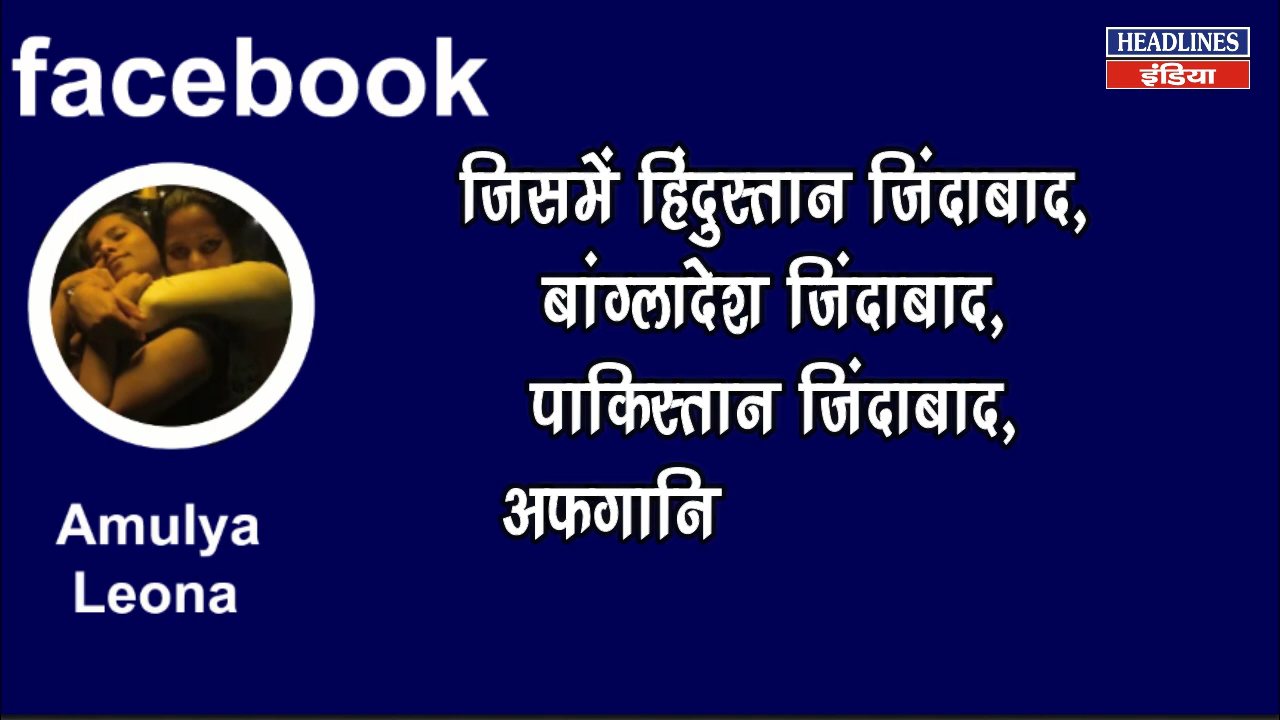 facebook
HEADLINES
इंडिया
जिसमें हिंदुस्तान जिंदाबाद,
बांग्लादेश जिंदाबाद,
पाकिस्तान जिंदाबाद,
अफगानि
Amulya
Leona